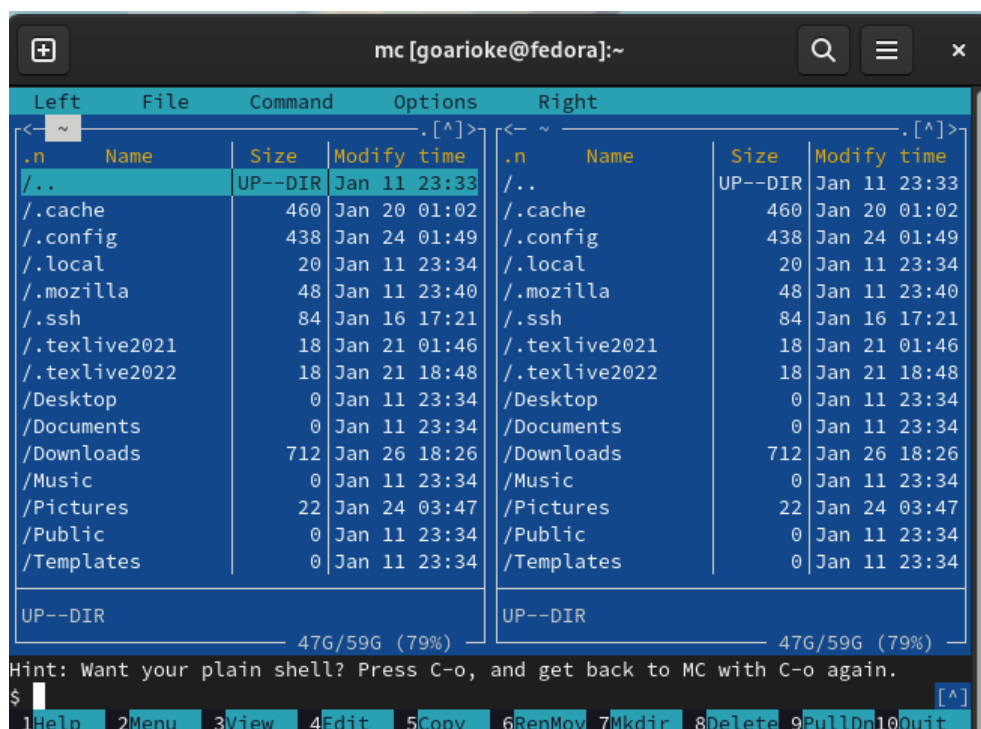 mc [goarioke@fedora]:~
Left File Command Options Right
<— ~ .[^]> <— ~ .[^]>
.n Name Size Modify time .n Name Size Modify time
/.. UP--DIR Jan 11 23:33 /.. UP--DIR Jan 11 23:33
/.cache 460 Jan 20 01:02 /.cache 460 Jan 20 01:02
/.config 438 Jan 24 01:49 /.config 438 Jan 24 01:49
/.local 20 Jan 11 23:34 /.local 20 Jan 11 23:34
/.mozilla 48 Jan 11 23:40 /.mozilla 48 Jan 11 23:40
/.ssh 84 Jan 16 17:21 /.ssh 84 Jan 16 17:21
/.texlive2021 18 Jan 21 01:46 /.texlive2021 18 Jan 21 01:46
/.texlive2022 18 Jan 21 18:48 /.texlive2022 18 Jan 21 18:48
/Desktop 0 Jan 11 23:34 /Desktop 0 Jan 11 23:34
/Documents 0 Jan 11 23:34 /Documents 0 Jan 11 23:34
/Downloads 712 Jan 26 18:26 /Downloads 712 Jan 26 18:26
/Music 0 Jan 11 23:34 /Music 0 Jan 11 23:34
/Pictures 22 Jan 24 03:47 /Pictures 22 Jan 24 03:47
/Public 0 Jan 11 23:34 /Public 0 Jan 11 23:34
/Templates 0 Jan 11 23:34 /Templates 0 Jan 11 23:34
UP--DIR UP--DIR
47G/59G (79%) 47G/59G (79%)
Hint: Want your plain shell? Press C-o, and get back to MC with C-o again.
$ [^]
1Help 2Menu 3View 4Edit 5Copy 6RenMov 7Mkdir 8Delete 9PullDn 10Quit